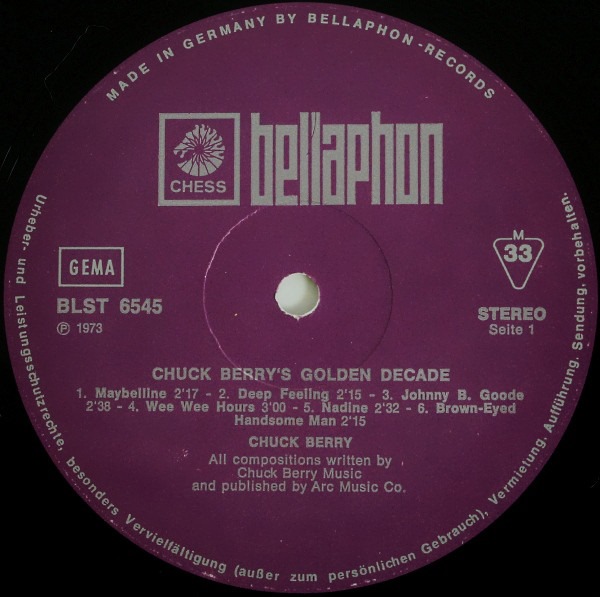 MADE IN GERMANY BY BELLAPHON-RECORDS
CHESS
bellaphon
GEMA
BLST 6545
Ⓟ 1973
M
33
STEREO
Seite 1
CHUCK BERRY'S GOLDEN DECADE
1. Maybelline 2'17 - 2. Deep Feeling 2'15 - 3. Johnny B. Goode
2'38 - 4. Wee Wee Hours 3'00 - 5. Nadine 2'32 - 6. Brown-Eyed
Handsome Man 2'15
CHUCK BERRY
All compositions written by
Chuck Berry Music
and published by Arc Music Co.
Urheber- und Leistungsschutzrechte, besonders Vervielfältigung (außer zum persönlichen Gebrauch), Vermietung, Aufführung, Sendung, vorbehalten.